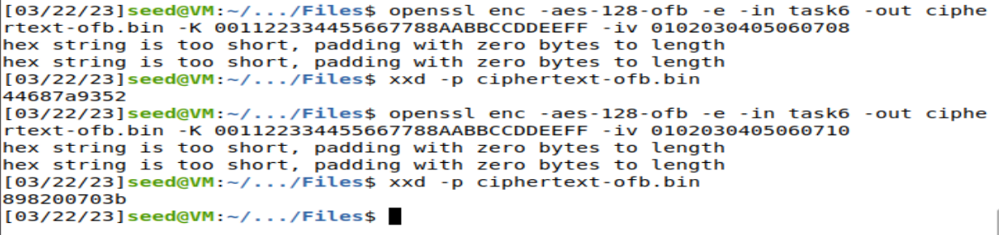 [03/22/23]seed@VM:~/.../Files$ openssl enc -aes-128-ofb -e -in task6 -out ciphe
rtext-ofb.bin -K 00112233445566778​8AABBCCDDEEFF -iv 0102030405060708
hex string is too short, padding with zero bytes to length
hex string is too short, padding with zero bytes to length
[03/22/23]seed@VM:~/.../Files$ xxd -p ciphertext-ofb.bin
44687a9352
[03/22/23]seed@VM:~/.../Files$ openssl enc -aes-128-ofb -e -in task6 -out ciphe
rtext-ofb.bin -K 001122334455667788AABBCCDDEEFF -iv 0102030405060710
hex string is too short, padding with zero bytes to length
hex string is too short, padding with zero bytes to length
[03/22/23]seed@VM:~/.../Files$ xxd -p ciphertext-ofb.bin
898200703b
[03/22/23]seed@VM:~/.../Files$